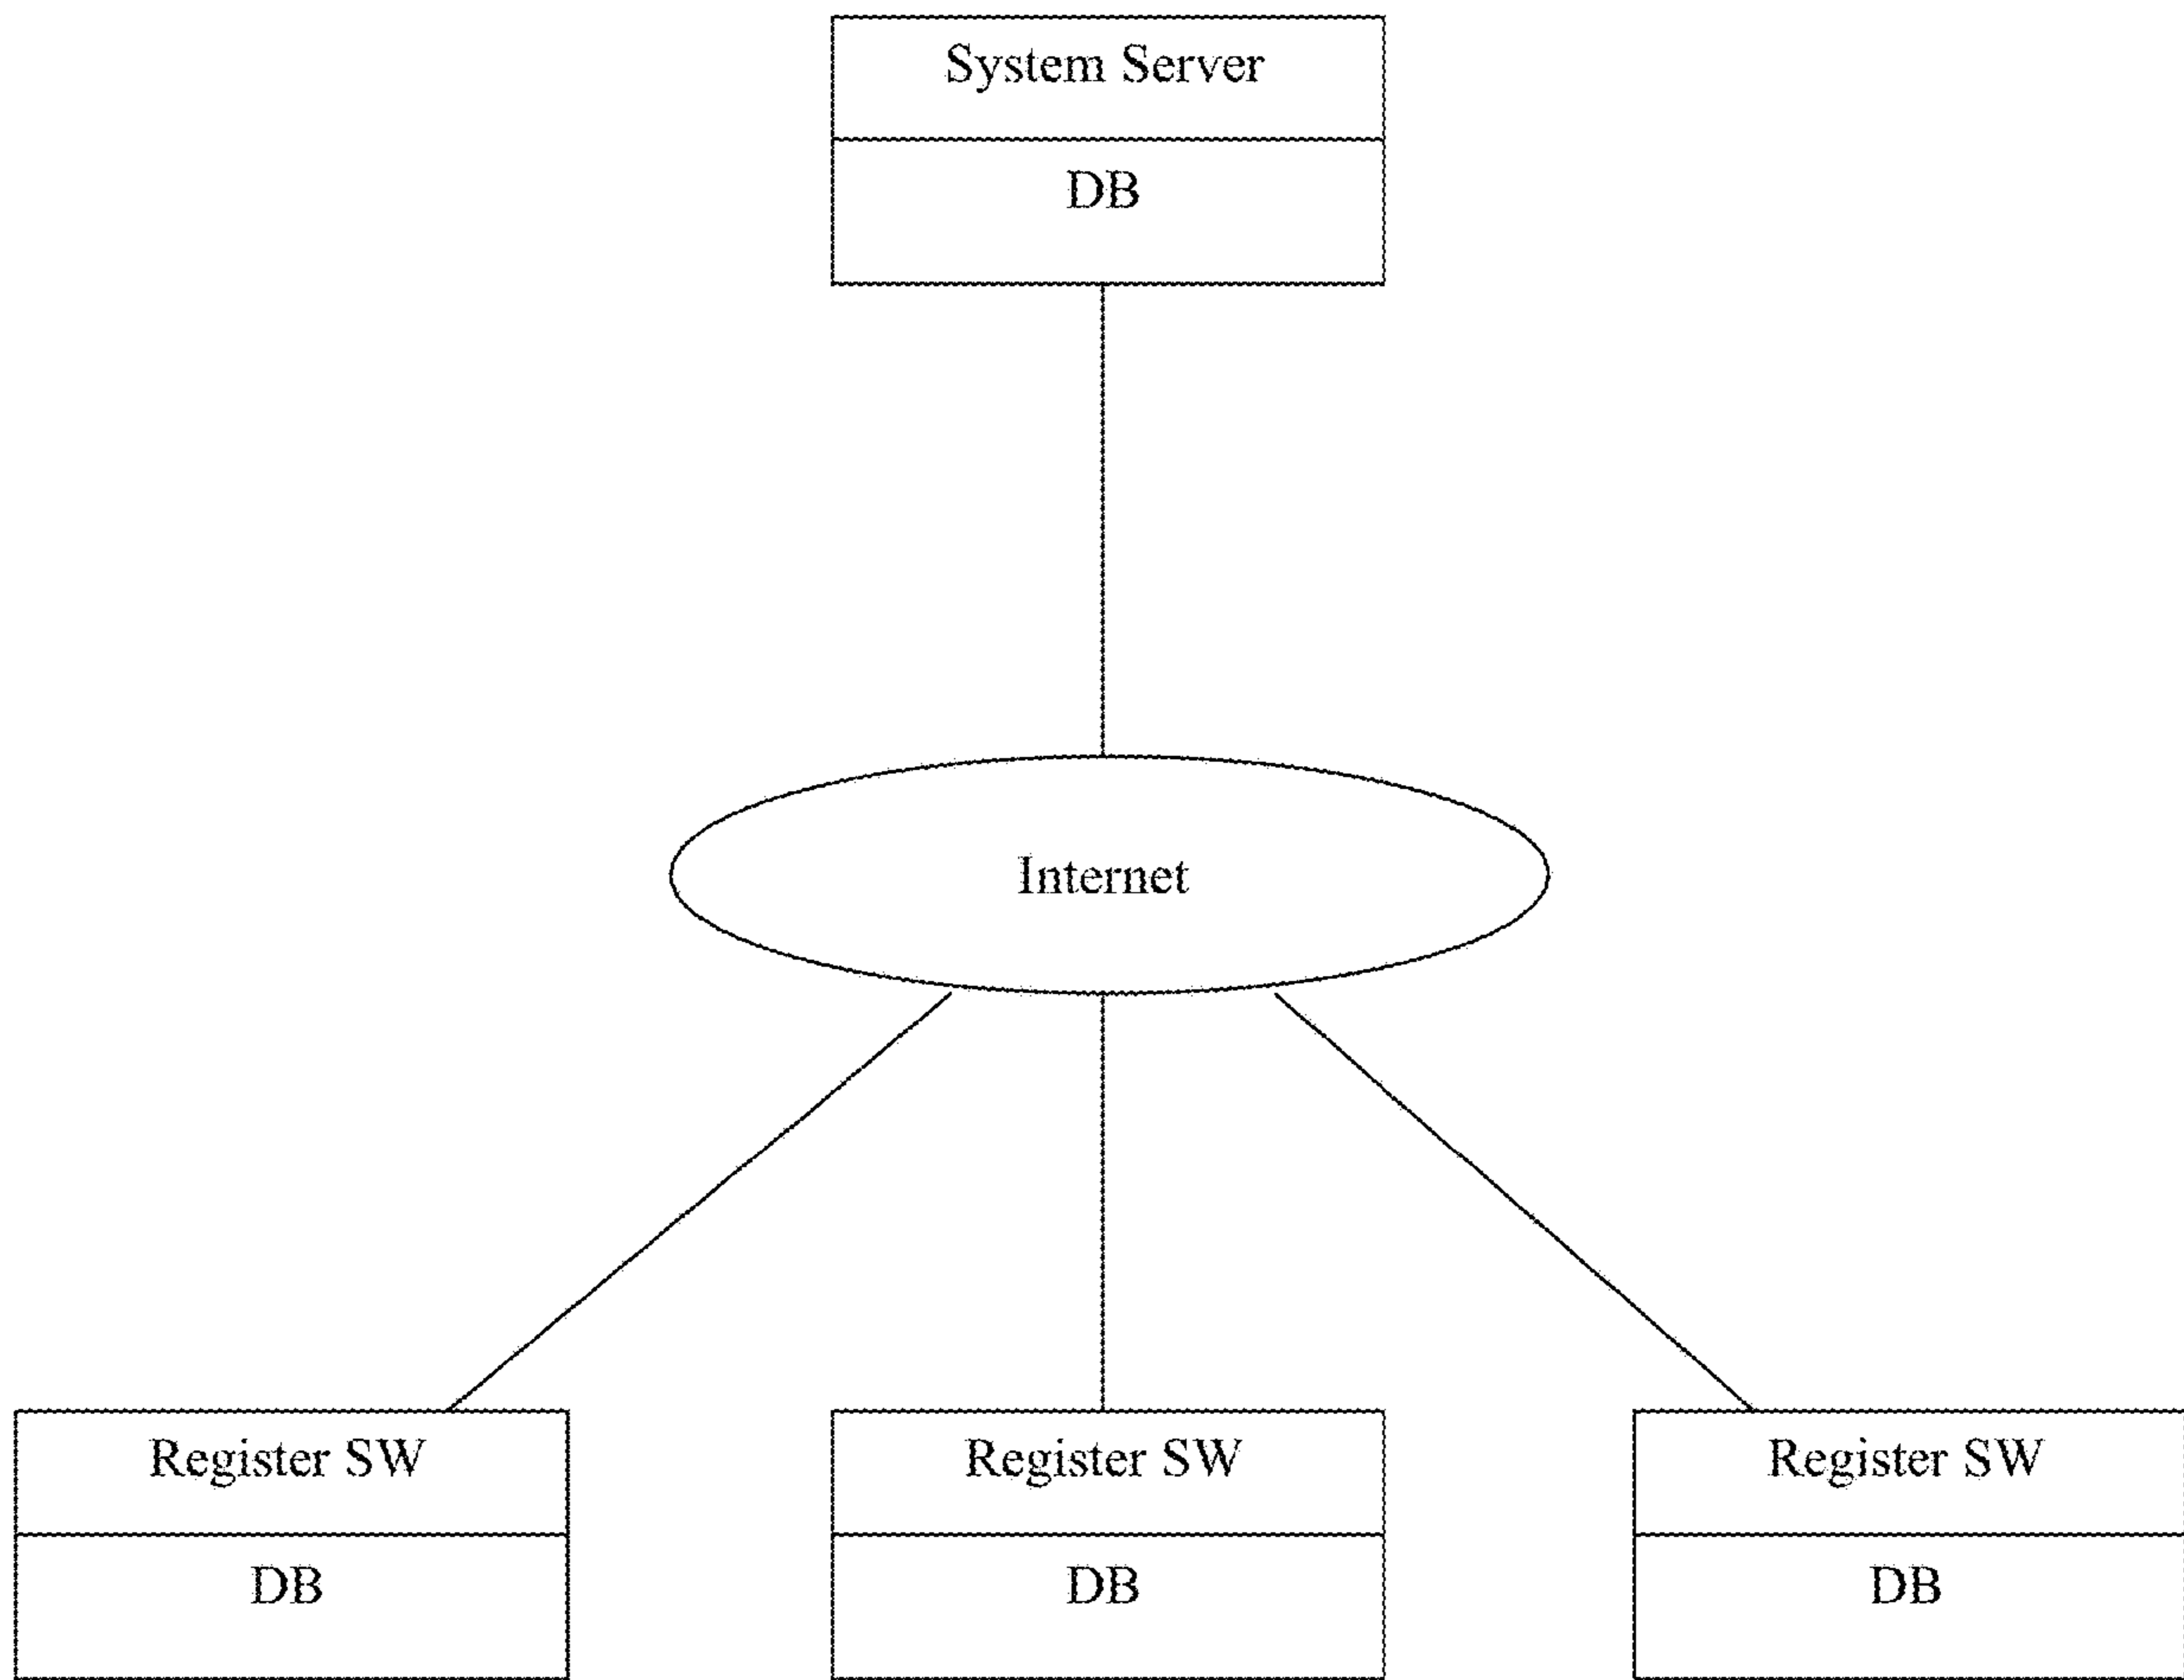 System Server
DB
Internet
Register SW
DB
Register SW
DB
Register SW
DB